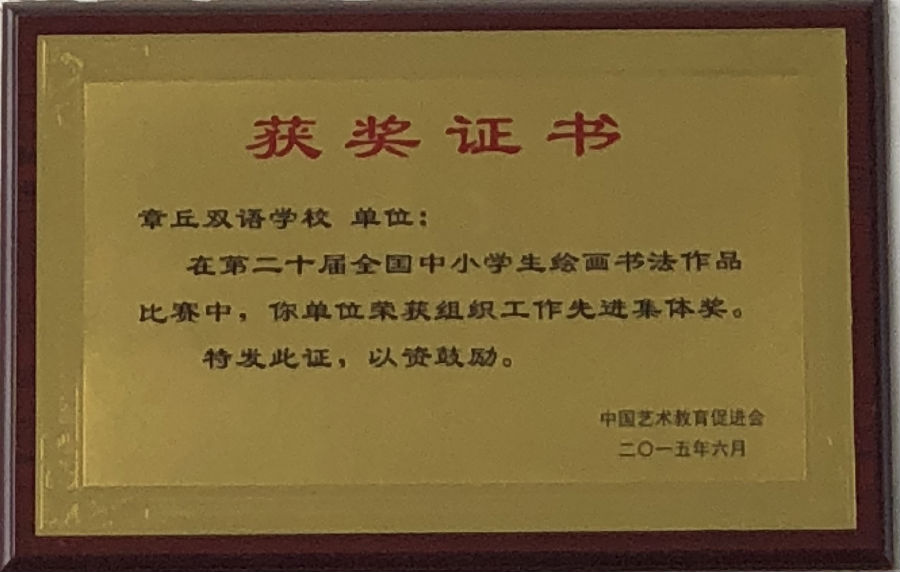 获奖证书
章丘双语学校 单位：
在第二十届全国中小学生绘画书法作品
比赛中，你单位荣获组织工作先进集体奖。
特发此证，以资鼓励。
中国艺术教育促进会
二〇一五年六月